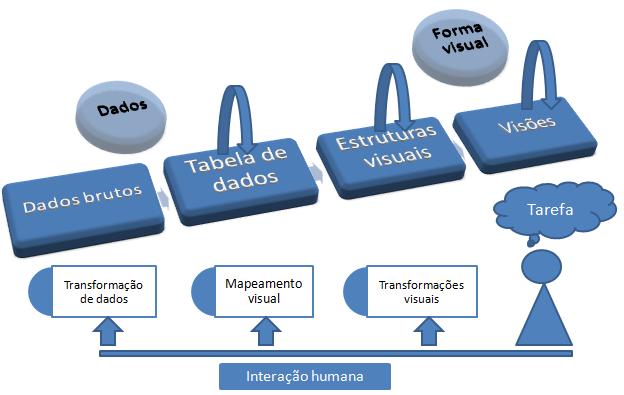 Forma
visual
Dados
Visões
Estruturas
visuais
Tabela de
dados
Dados brutos
Tarefa
Transformação
de dados
Mapeamento
visual
Transformações
visuais
Interação humana